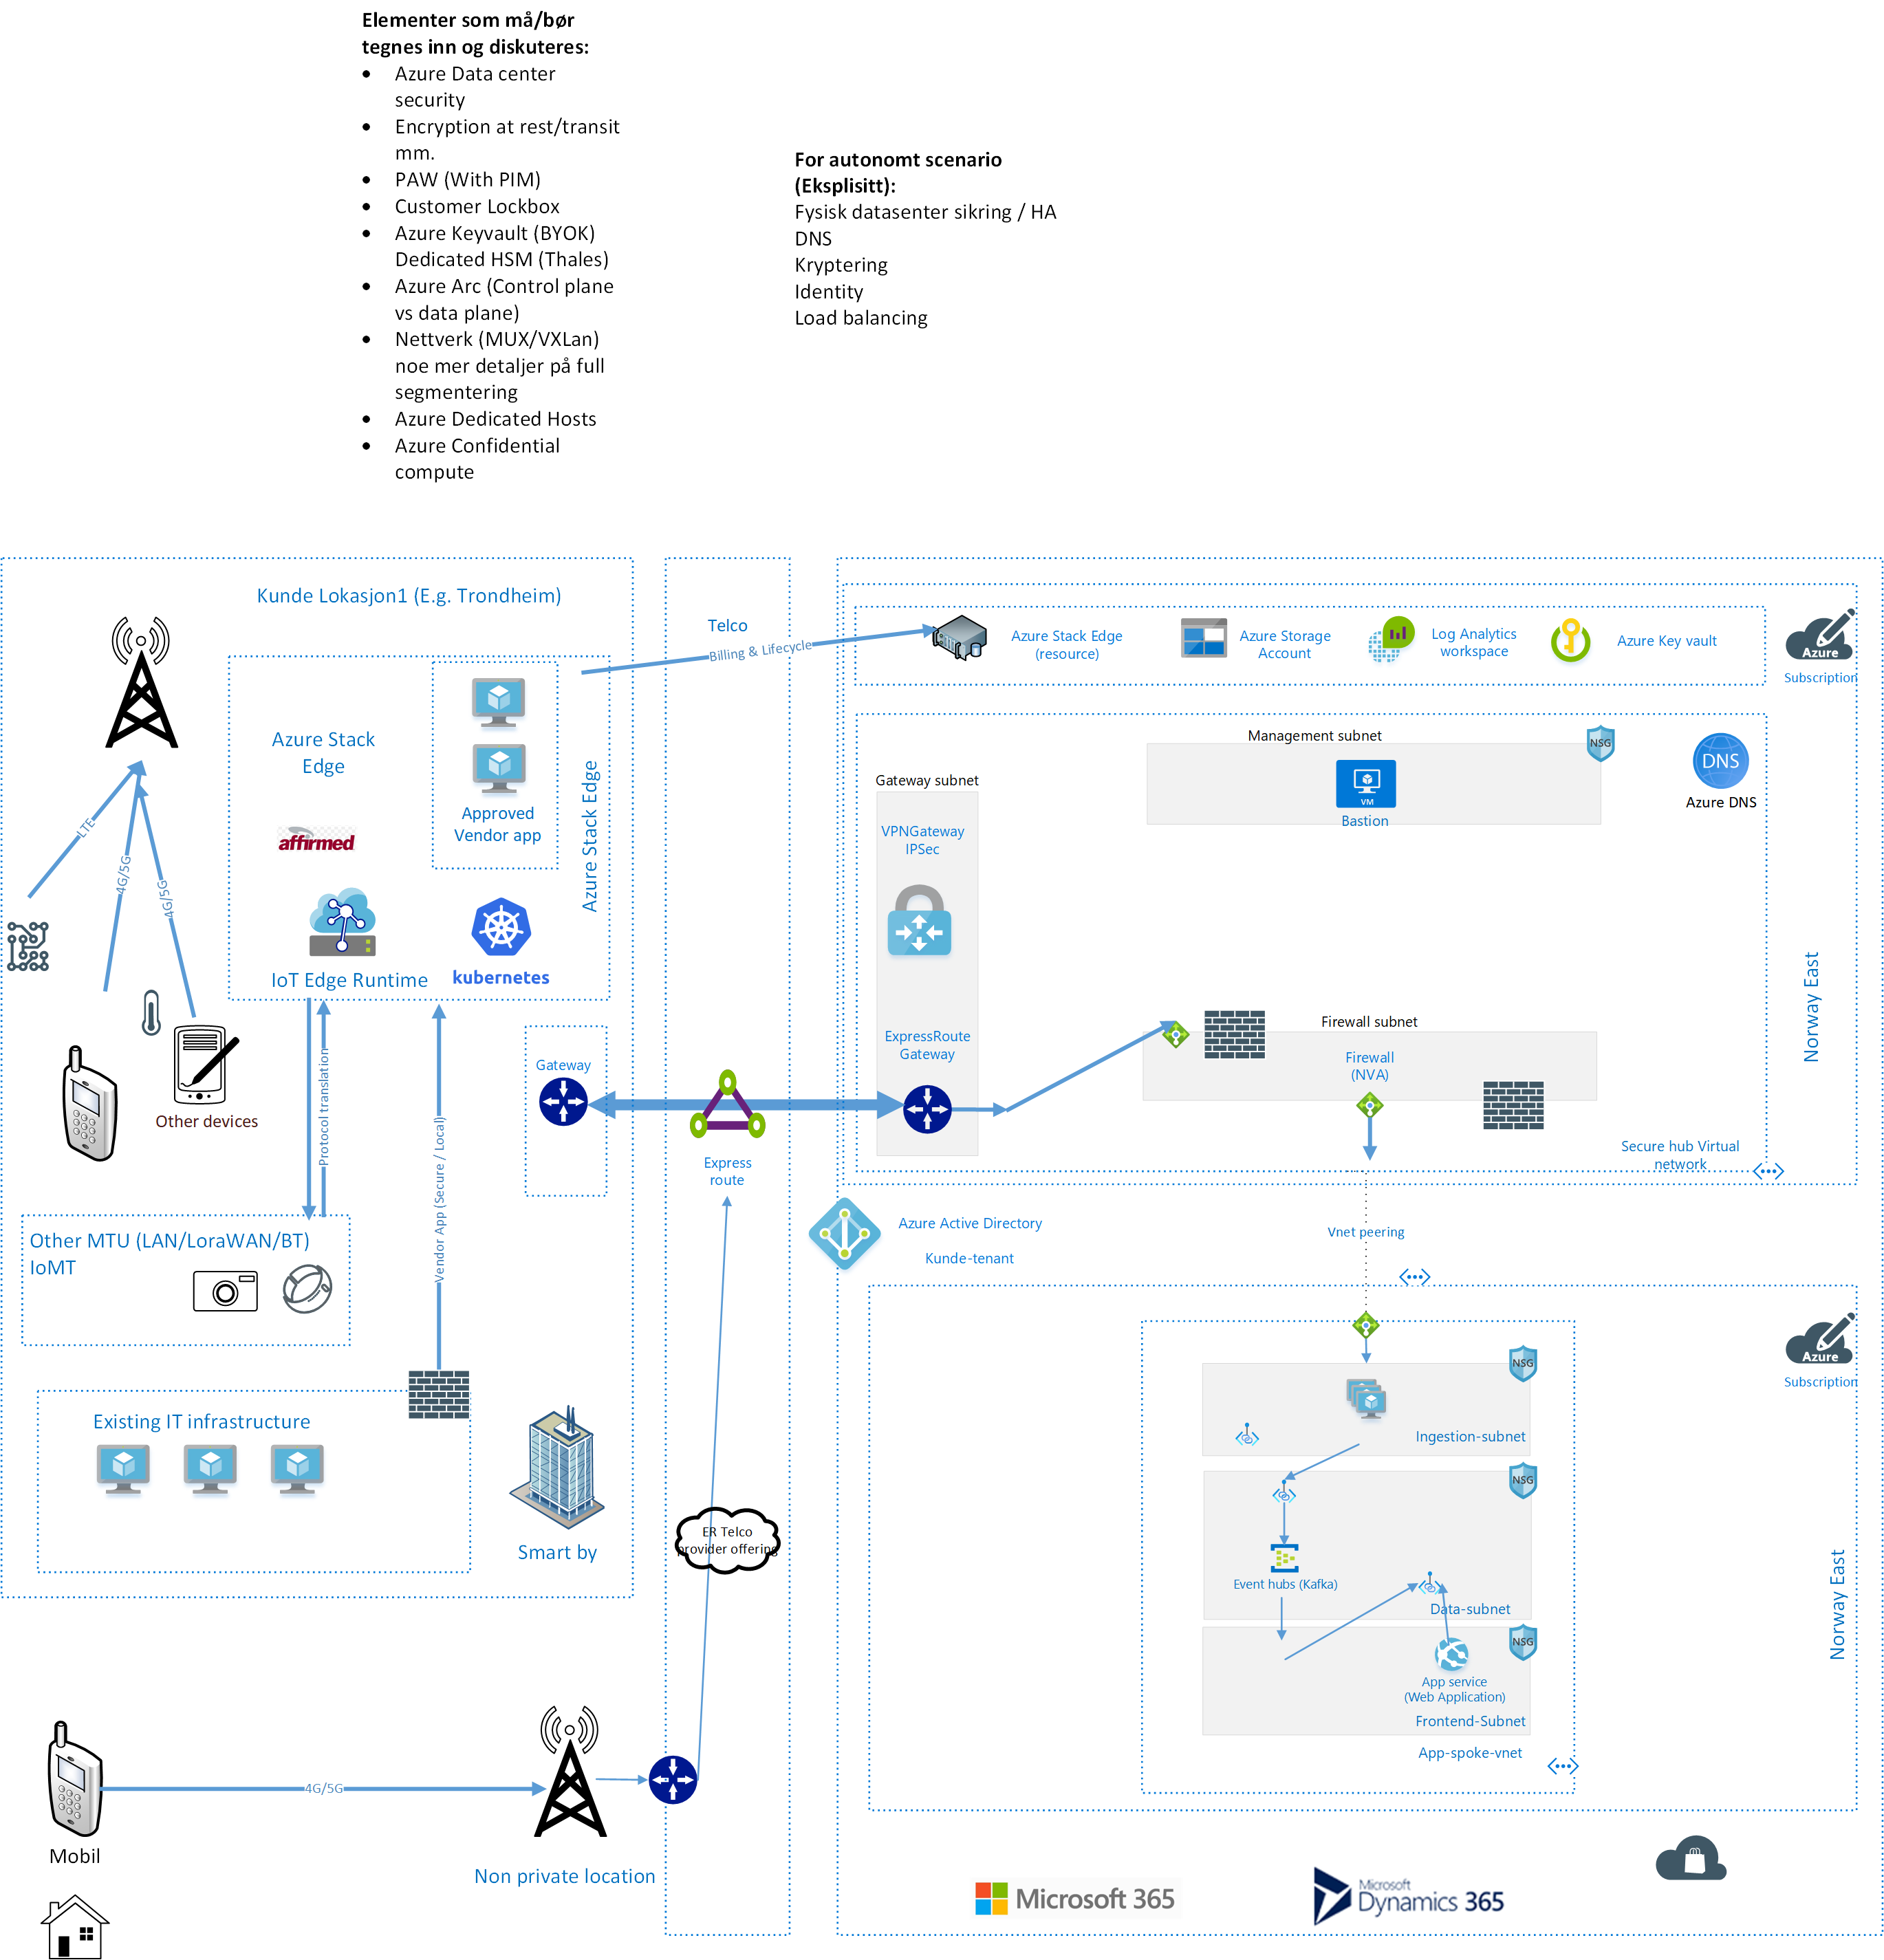 Elementer som må/bør
tegnes inn og diskuteres:
• Azure Data center
security
• Encryption at rest/transit
mm.
• PAW (With PIM)
• Customer Lockbox
• Azure Keyvault (BYOK)
Dedicated HSM (Thales)
• Azure Arc (Control plane
vs data plane)
• Nettverk (MUX/VXLan)
noe mer detaljer på full
segmentering
• Azure Dedicated Hosts
• Azure Confidential
compute
For autonomt scenario
(Eksplisitt):
Fysisk datasenter sikring / HA
DNS
Kryptering
Identity
Load balancing
Kunde Lokasjon1 (E.g. Trondheim)
Azure Stack
Edge
Approved
Vendor app
Azure Stack Edge
affirmed
IoT Edge Runtime
kubernetes
LTE
4G/5G
4G/5G
Other devices
Protocol translation
Vendor App (Secure / Local)
Gateway
Other MTU (LAN/LoraWAN/BT)
IoMT
Existing IT infrastructure
Smart by
Telco
Billing & Lifecycle
Express
route
ER Telco
provider offering
Mobil
4G/5G
Non private location
Azure Stack Edge
(resource)
Azure Storage
Account
Log Analytics
workspace
Azure Key vault
Azure
Subscription
Management subnet
NSG
VM
Bastion
DNS
Azure DNS
Gateway subnet
VPNGateway
IPSec
ExpressRoute
Gateway
Firewall subnet
Firewall
(NVA)
Secure hub Virtual
network
Norway East
Azure Active Directory
Kunde-tenant
Vnet peering
Azure
Subscription
NSG
Ingestion-subnet
NSG
Event hubs (Kafka)
Data-subnet
NSG
App service
(Web Application)
Frontend-Subnet
App-spoke-vnet
Norway East
Microsoft 365
Microsoft
Dynamics 365